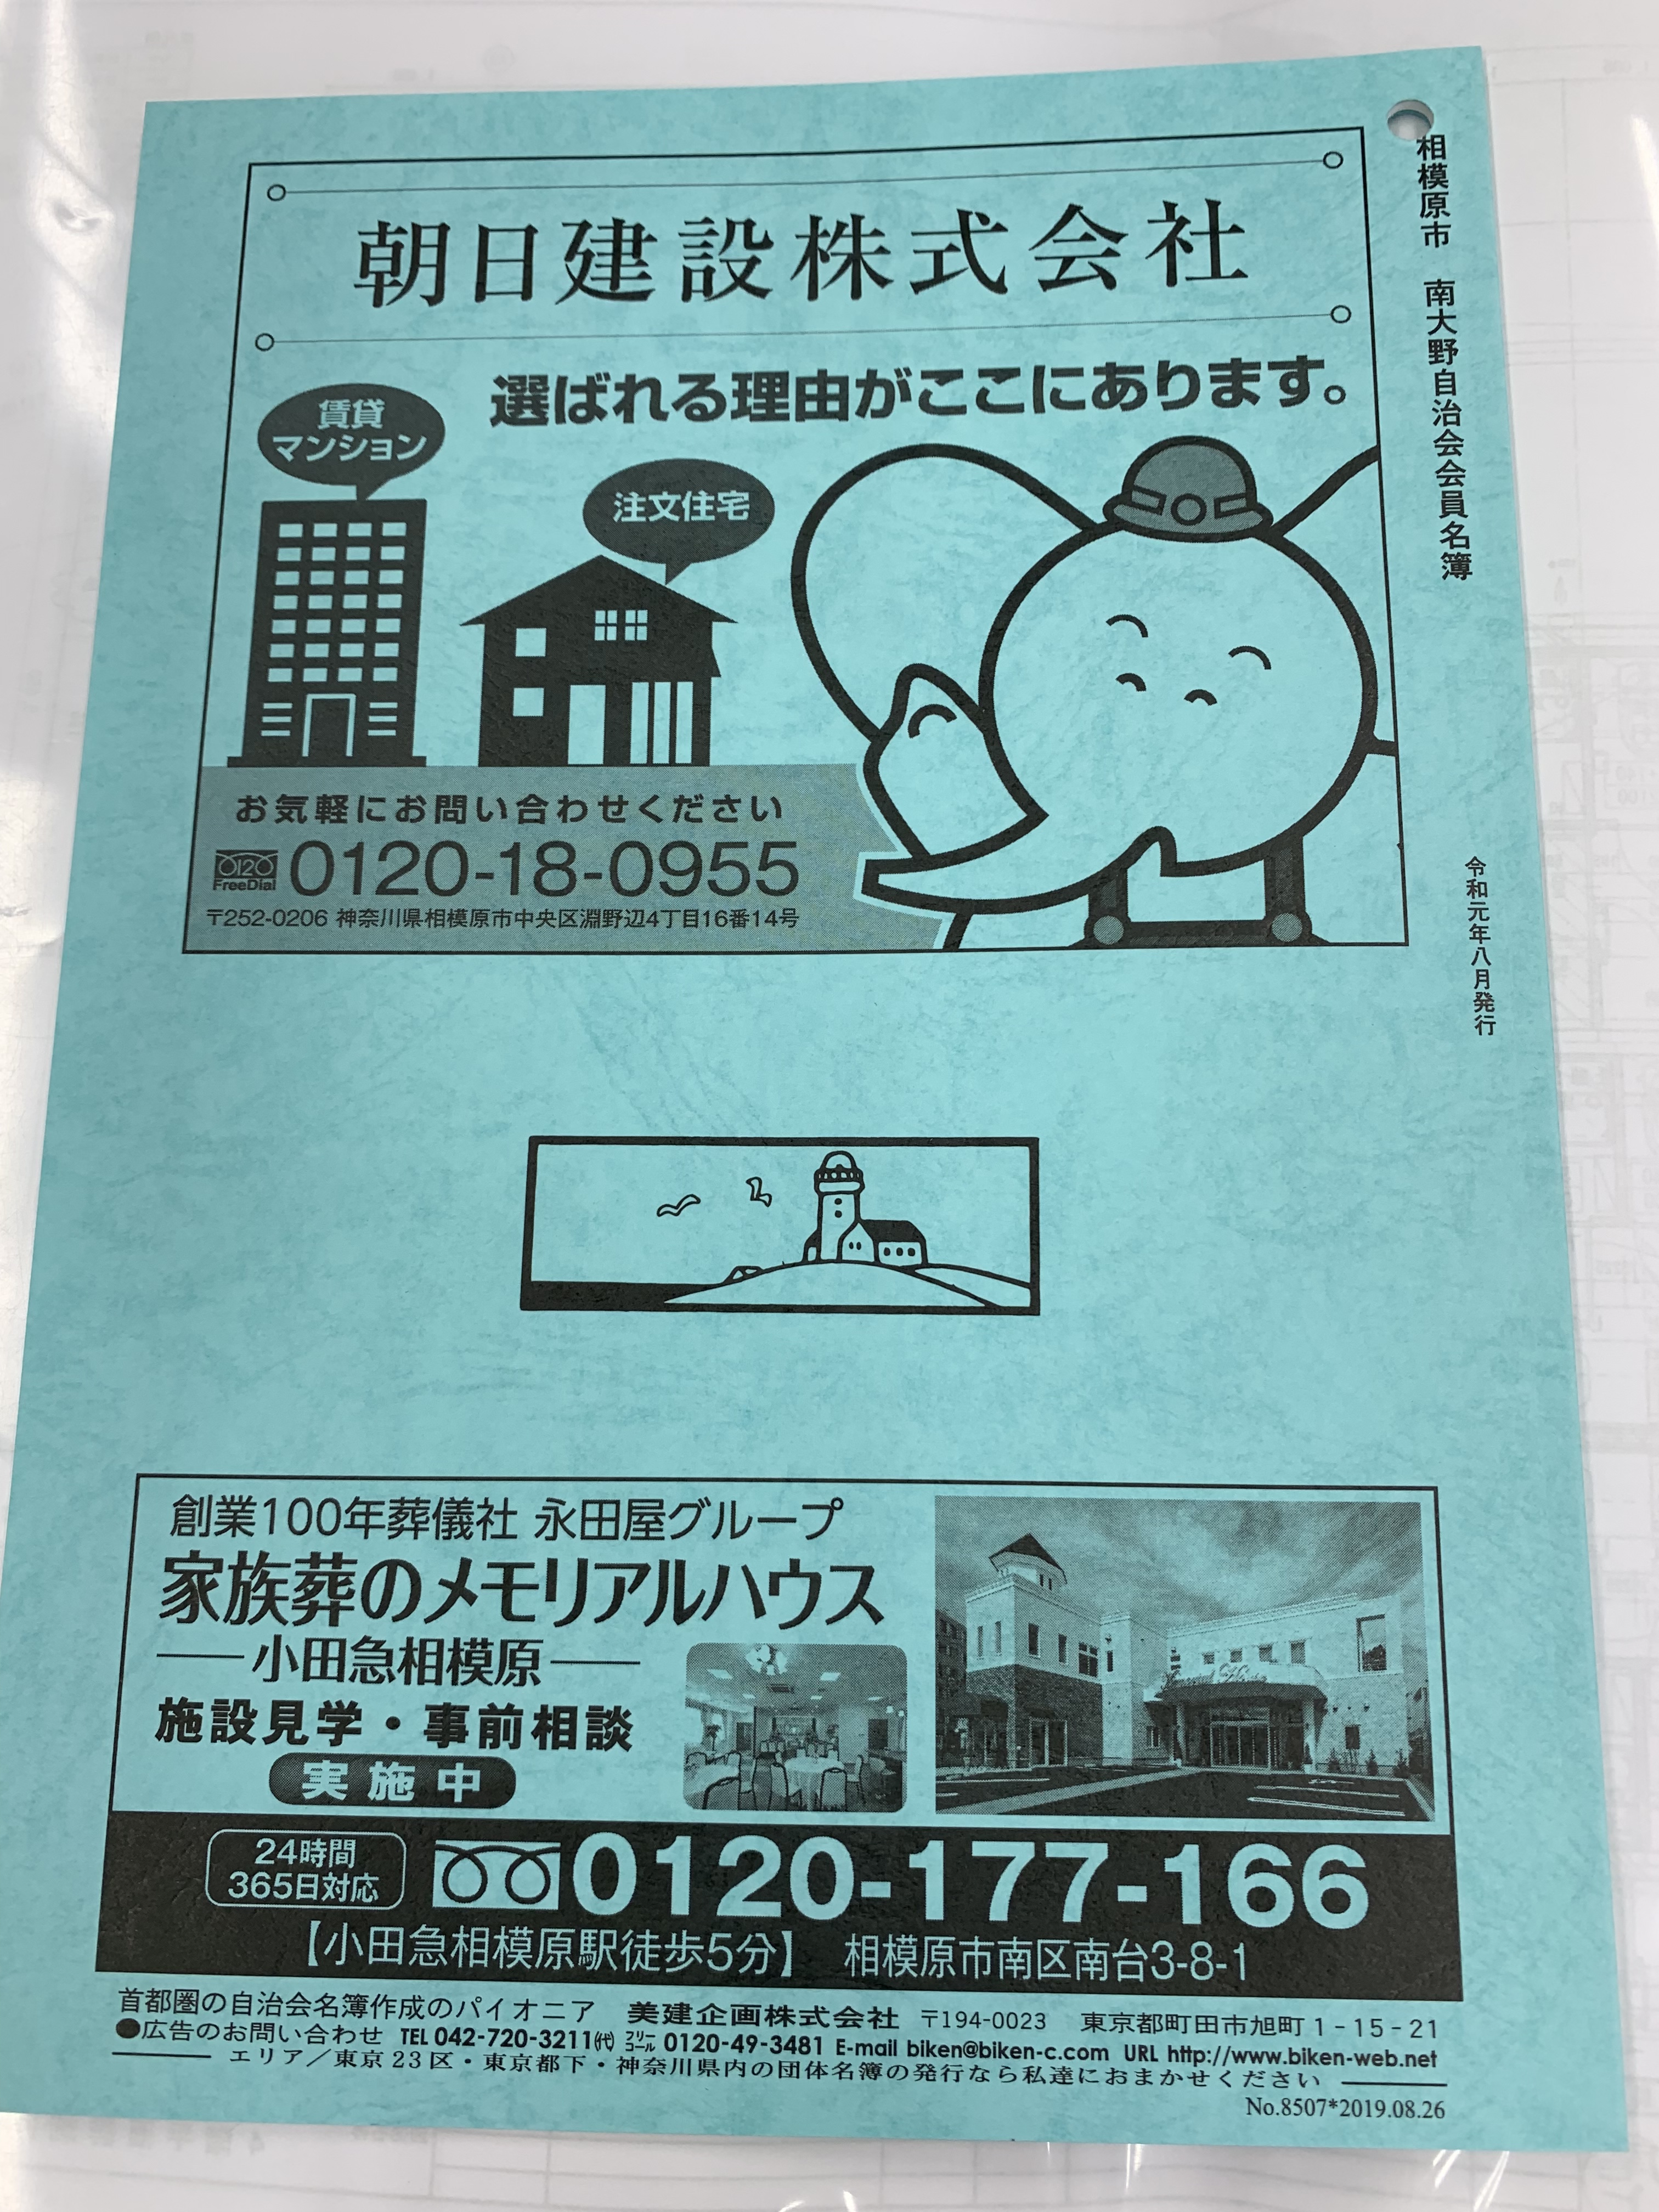 相模原市　南大野自治会会員名簿
令和元年八月発行
朝日建設株式会社
選ばれる理由がここにあります。
賃貸
マンション
注文住宅
お気軽にお問い合わせください
0120
FreeDial
0120-18-0955
〒252-0206 神奈川県相模原市中央区淵野辺4丁目16番14号
創業100年葬儀社 永田屋グループ
家族葬のメモリアルハウス
小田急相模原
施設見学・事前相談
実施中
Memorial House
24時間
365日対応
0120-177-166
【小田急相模原駅徒歩5分】 相模原市南区南台3-8-1
首都圏の自治会名簿作成のパイオニア　美建企画株式会社　〒194-0023　東京都町田市旭町1-15-21
●広告のお問い合わせ TEL 042-720-3211㈹ フリーコール 0120-49-3481 E-mail biken@biken-c.com URL http://www.biken-web.net
エリア／東京23区・東京都下・神奈川県内の団体名簿の発行なら私達におまかせください
No.8507*2019.08.26